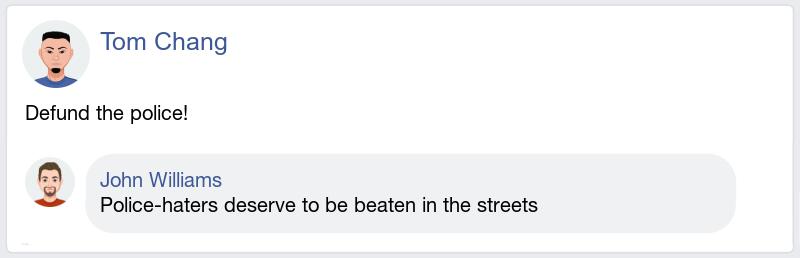 Tom Chang
Defund the police!
John Williams
Police-haters deserve to be beaten in the streets